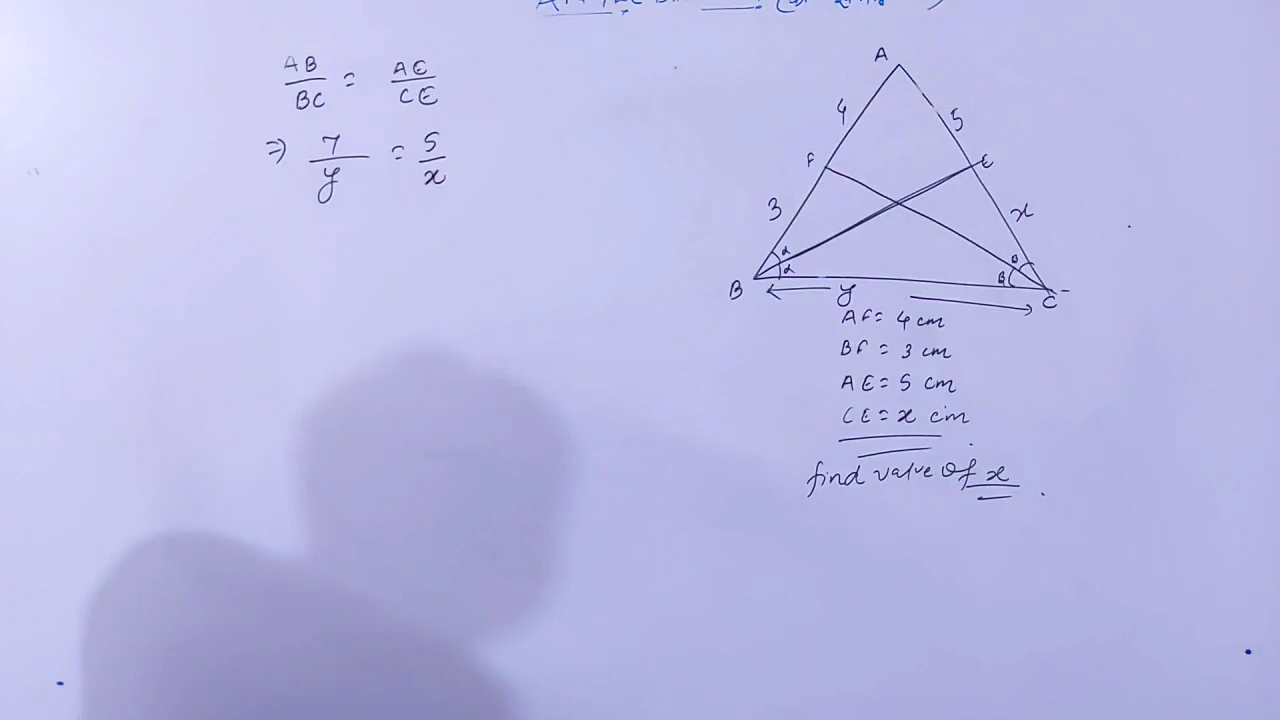 AB/BC = AE/CE
⇒ 7/y = 5/x
A
4
5
F
E
3
x
α
α
B
y
C
AF = 4 cm
BF = 3 cm
AE = 5 cm
CE = x cm
find value of x